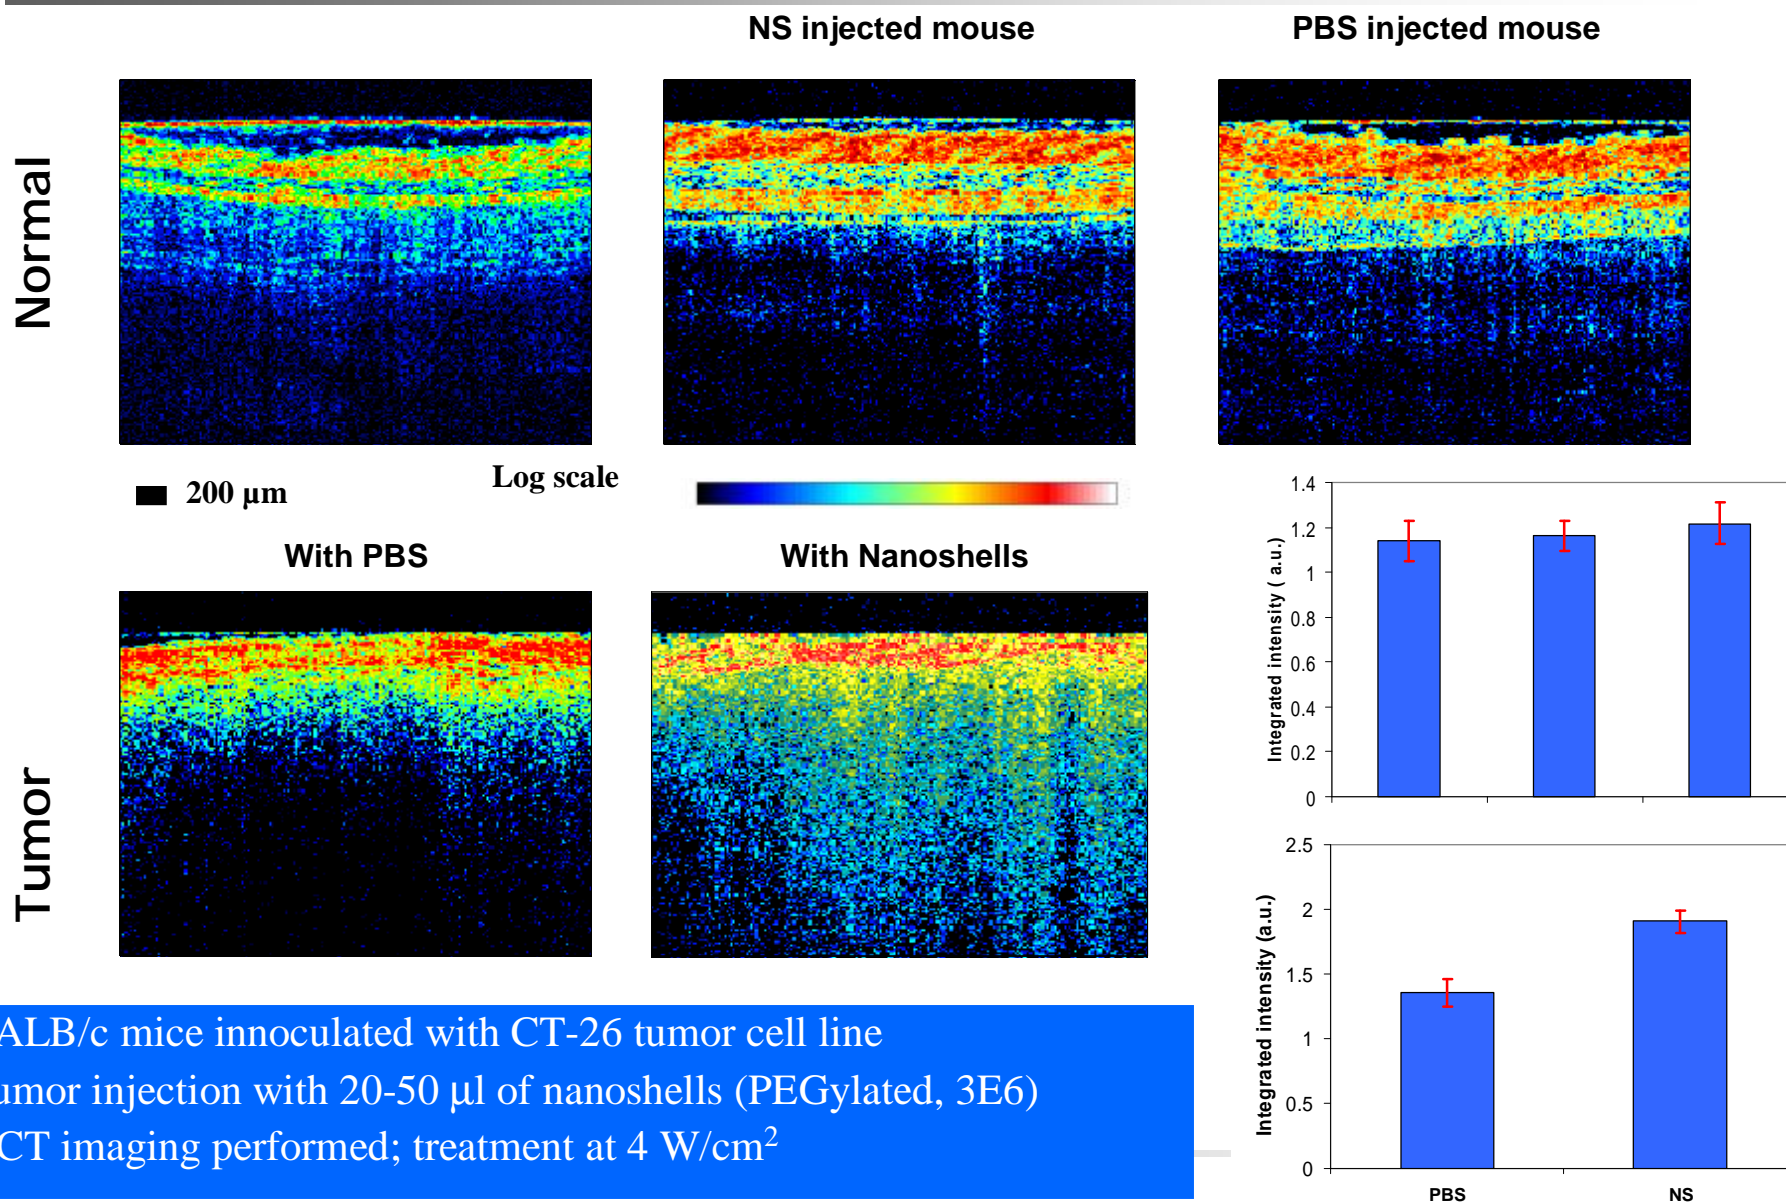 NS injected mouse
PBS injected mouse
Normal
200 µm
Log scale
With PBS
With Nanoshells
Tumor
Integrated intensity ( a.u.)
1.4
1.2
1
0.8
0.6
0.4
0.2
0
Integrated intensity (a.u.)
2.5
2
1.5
1
0.5
0
PBS
NS
ALB/c mice innoculated with CT-26 tumor cell line
umor injection with 20-50 µl of nanoshells (PEGylated, 3E6)
CT imaging performed; treatment at 4 W/cm²